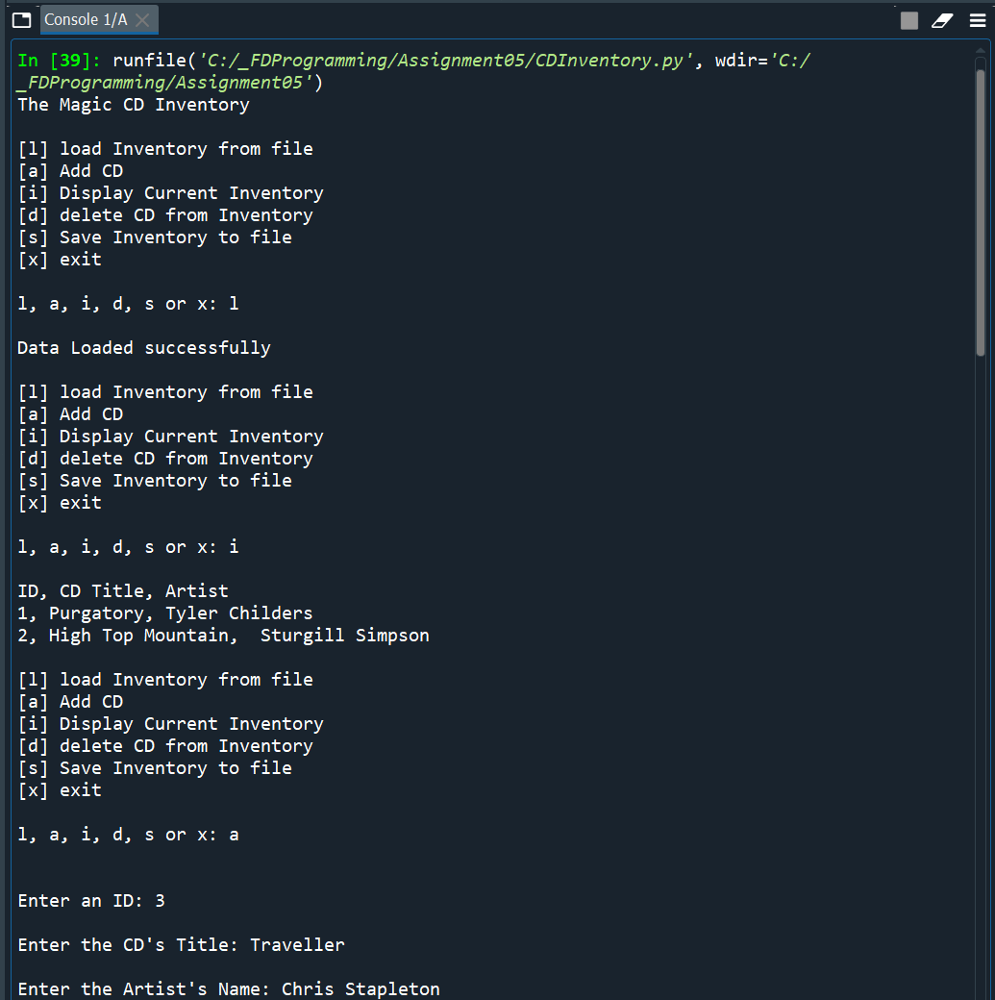 Console 1/A
In [39]: runfile('C:/_FDProgramming/Assignment05/CDInventory.py', wdir='C:/
_FDProgramming/Assignment05')
The Magic CD Inventory
[l] load Inventory from file
[a] Add CD
[i] Display Current Inventory
[d] delete CD from Inventory
[s] Save Inventory to file
[x] exit
l, a, i, d, s or x: l
Data Loaded successfully
[l] load Inventory from file
[a] Add CD
[i] Display Current Inventory
[d] delete CD from Inventory
[s] Save Inventory to file
[x] exit
l, a, i, d, s or x: i
ID, CD Title, Artist
1, Purgatory, Tyler Childers
2, High Top Mountain,  Sturgill Simpson
[l] load Inventory from file
[a] Add CD
[i] Display Current Inventory
[d] delete CD from Inventory
[s] Save Inventory to file
[x] exit
l, a, i, d, s or x: a
Enter an ID: 3
Enter the CD's Title: Traveller
Enter the Artist's Name: Chris Stapleton